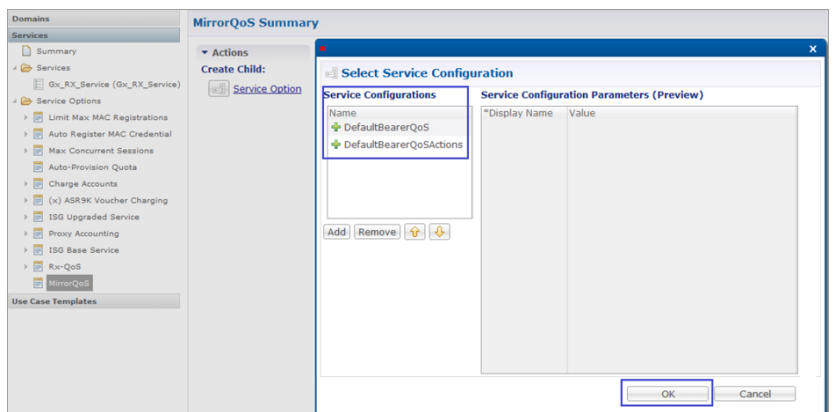 Domains
Services
Summary
Services
Gx_RX_Service (Gx_RX_Service)
Service Options
Limit Max MAC Registrations
Auto Register MAC Credential
Max Concurrent Sessions
Auto-Provision Quota
Charge Accounts
(x) ASR9K Voucher Charging
ISG Upgraded Service
Proxy Accounting
ISG Base Service
Rx-QoS
MirrorQoS
Use Case Templates
MirrorQoS Summary
Actions
Create Child:
Service Option
x
Select Service Configuration
Service Configurations
Name
DefaultBearerQoS
DefaultBearerQoSActions
Add Remove
Service Configuration Parameters (Preview)
*Display Name Value
OK Cancel